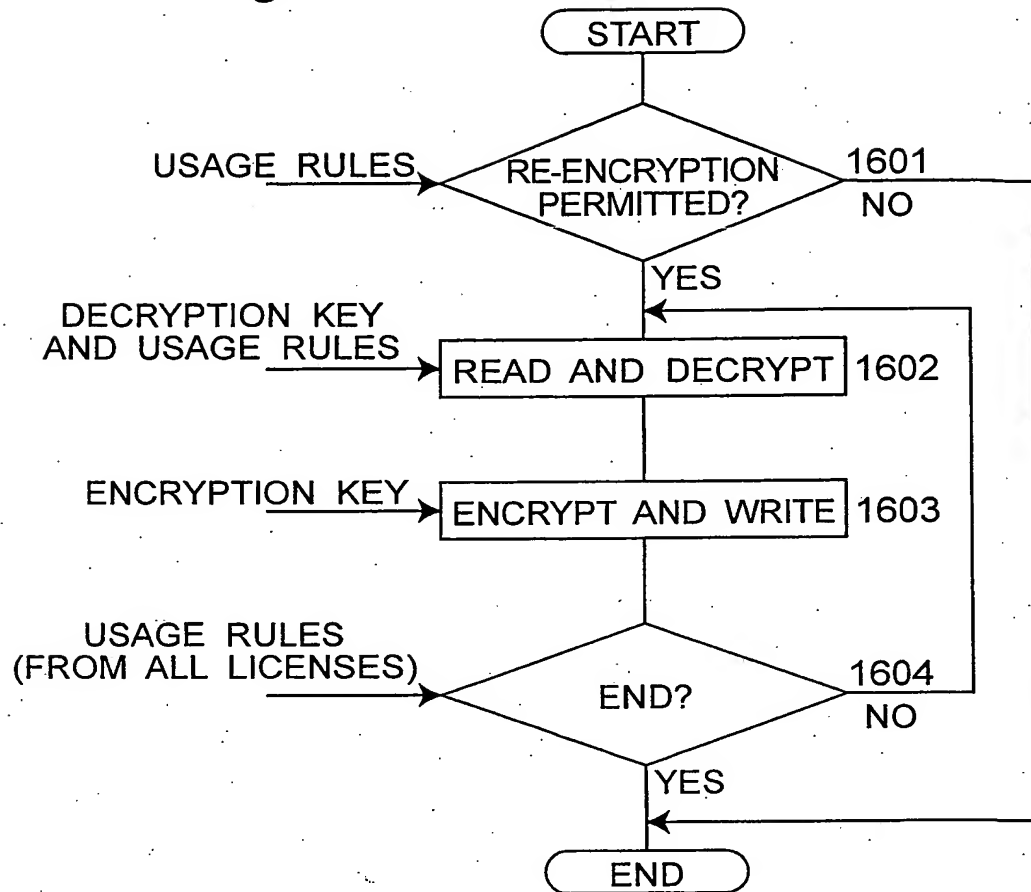 START
USAGE RULES
RE-ENCRYPTION
PERMITTED?
1601
NO
YES
DECRYPTION KEY
AND USAGE RULES
READ AND DECRYPT
1602
ENCRYPTION KEY
ENCRYPT AND WRITE
1603
USAGE RULES
(FROM ALL LICENSES)
END?
1604
NO
YES
END